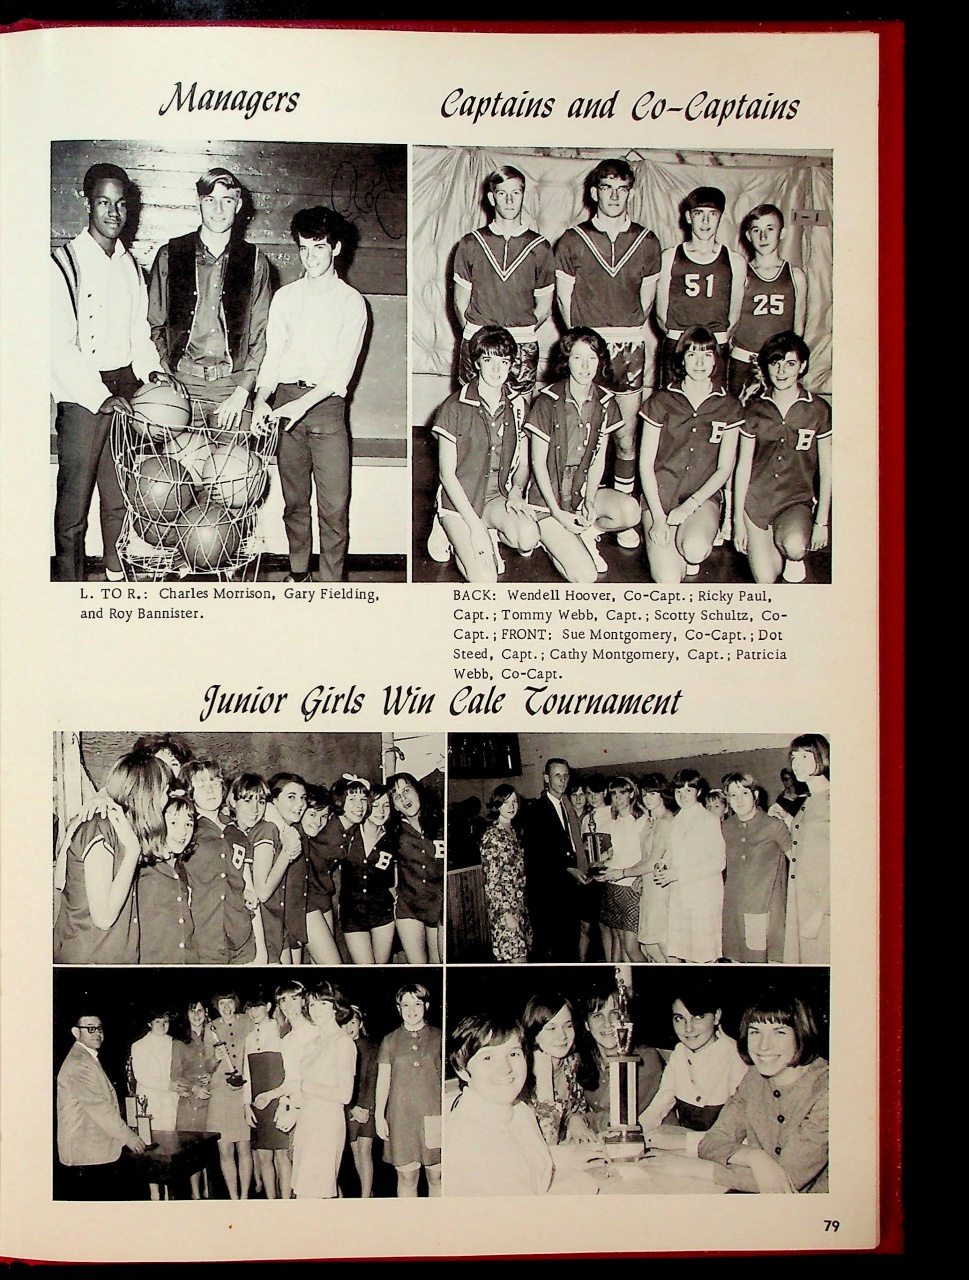 Managers
Captains and Co-Captains
1-1
51
25
E
B
B
B
B
L. TO R.: Charles Morrison, Gary Fielding,
and Roy Bannister.
BACK: Wendell Hoover, Co-Capt.; Ricky Paul,
Capt.; Tommy Webb, Capt.; Scotty Schultz, Co-
Capt.; FRONT: Sue Montgomery, Co-Capt.; Dot
Steed, Capt.; Cathy Montgomery, Capt.; Patricia
Webb, Co-Capt.
Junior Girls Win Cale Tournament
B
B
B
79